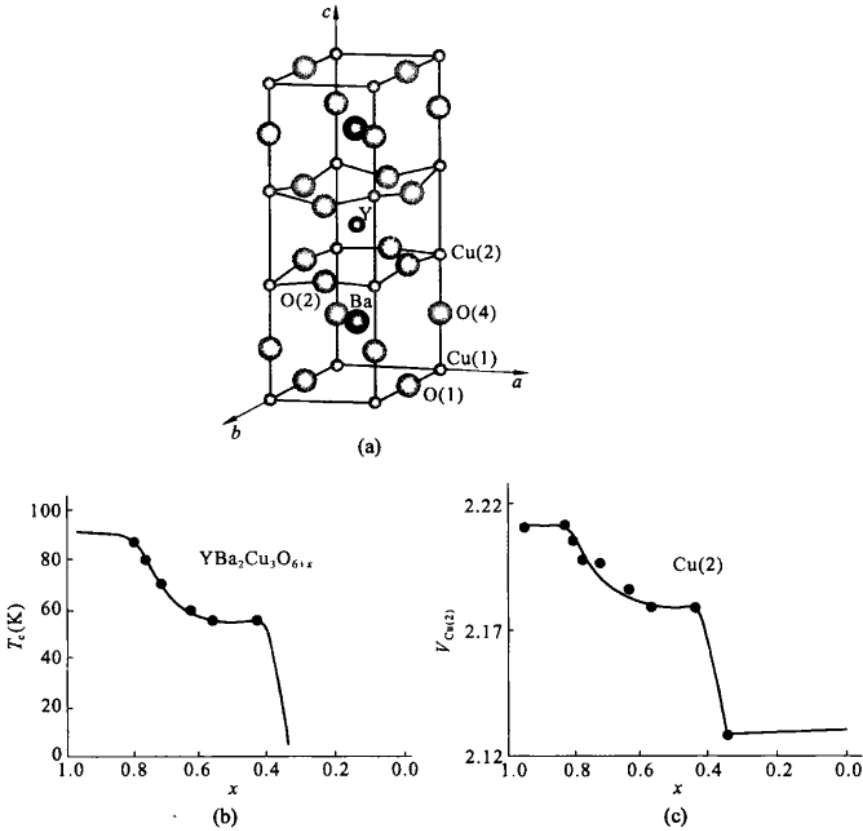 c
Y
Cu(2)
O(2)
Ba
O(4)
Cu(1)
a
O(1)
b
(a)
100
80
60
40
20
0
T_c(K)
YBa₂Cu₃O₆₊ₓ
1.0 0.8 0.6 0.4 0.2 0.0
x
(b)
2.22
2.17
2.12
V_Cu(2)
Cu(2)
1.0 0.8 0.6 0.4 0.2 0.0
x
(c)